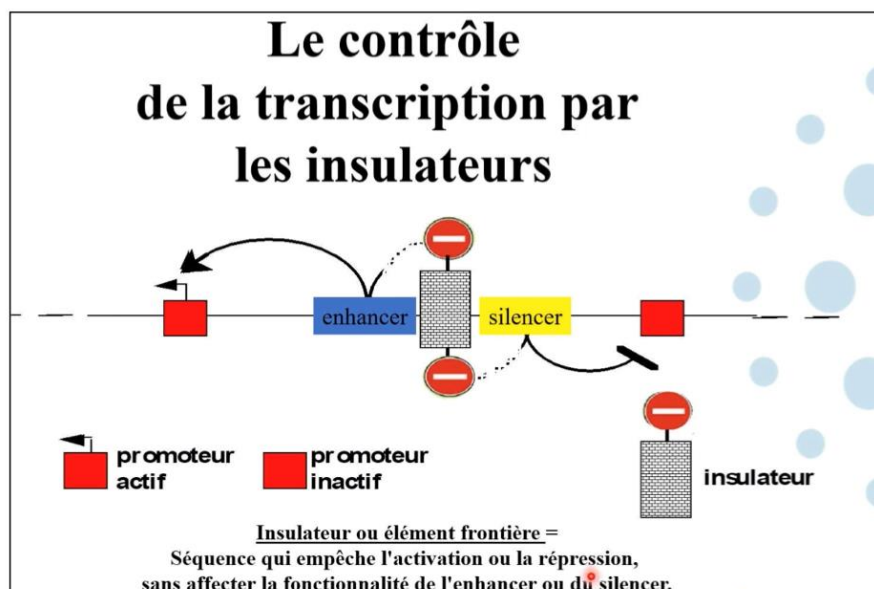 Le contrôle
de la transcription par
les insulateurs
enhancer
silencer
promoteur
actif
promoteur
inactif
insulateur
Insulateur ou élément frontière =
Séquence qui empêche l'activation ou la répression,
sans affecter la fonctionnalité de l'enhancer ou du silencer.